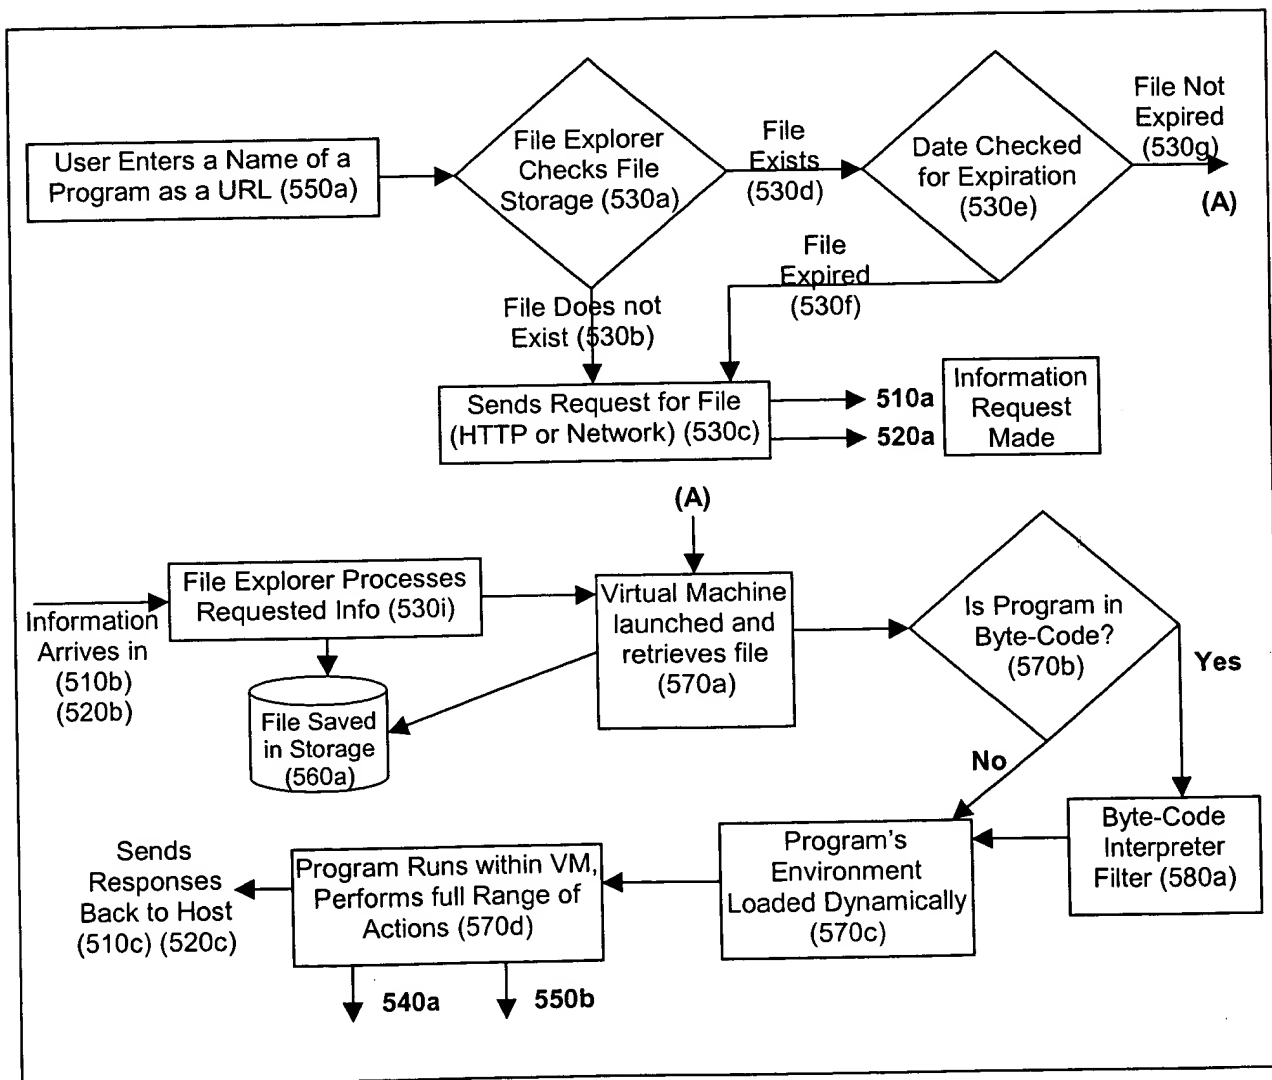 User Enters a Name of a
Program as a URL (550a)
File Explorer
Checks File
Storage (530a)
File
Exists
(530d)
Date Checked
for Expiration
(530e)
File Not
Expired
(530g)
(A)
File Does not
Exist (530b)
File
Expired
(530f)
Sends Request for File
(HTTP or Network) (530c)
510a
520a
Information
Request
Made
(A)
Information
Arrives in
(510b)
(520b)
File Explorer Processes
Requested Info (530i)
File Saved
in Storage
(560a)
Virtual Machine
launched and
retrieves file
(570a)
Is Program in
Byte-Code?
(570b)
Yes
No
Byte-Code
Interpreter
Filter (580a)
Program's
Environment
Loaded Dynamically
(570c)
Program Runs within VM,
Performs full Range of
Actions (570d)
Sends
Responses
Back to Host
(510c) (520c)
540a
550b